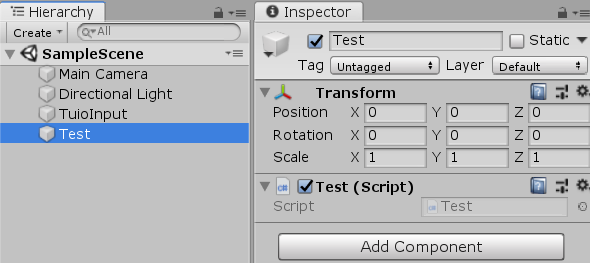 Hierarchy
Create
All
SampleScene
Main Camera
Directional Light
TuioInput
Test
Inspector
Test
Static
Tag Untagged Layer Default
Transform
Position X 0 Y 0 Z 0
Rotation X 0 Y 0 Z 0
Scale X 1 Y 1 Z 1
c# Test (Script)
Script c# Test
Add Component